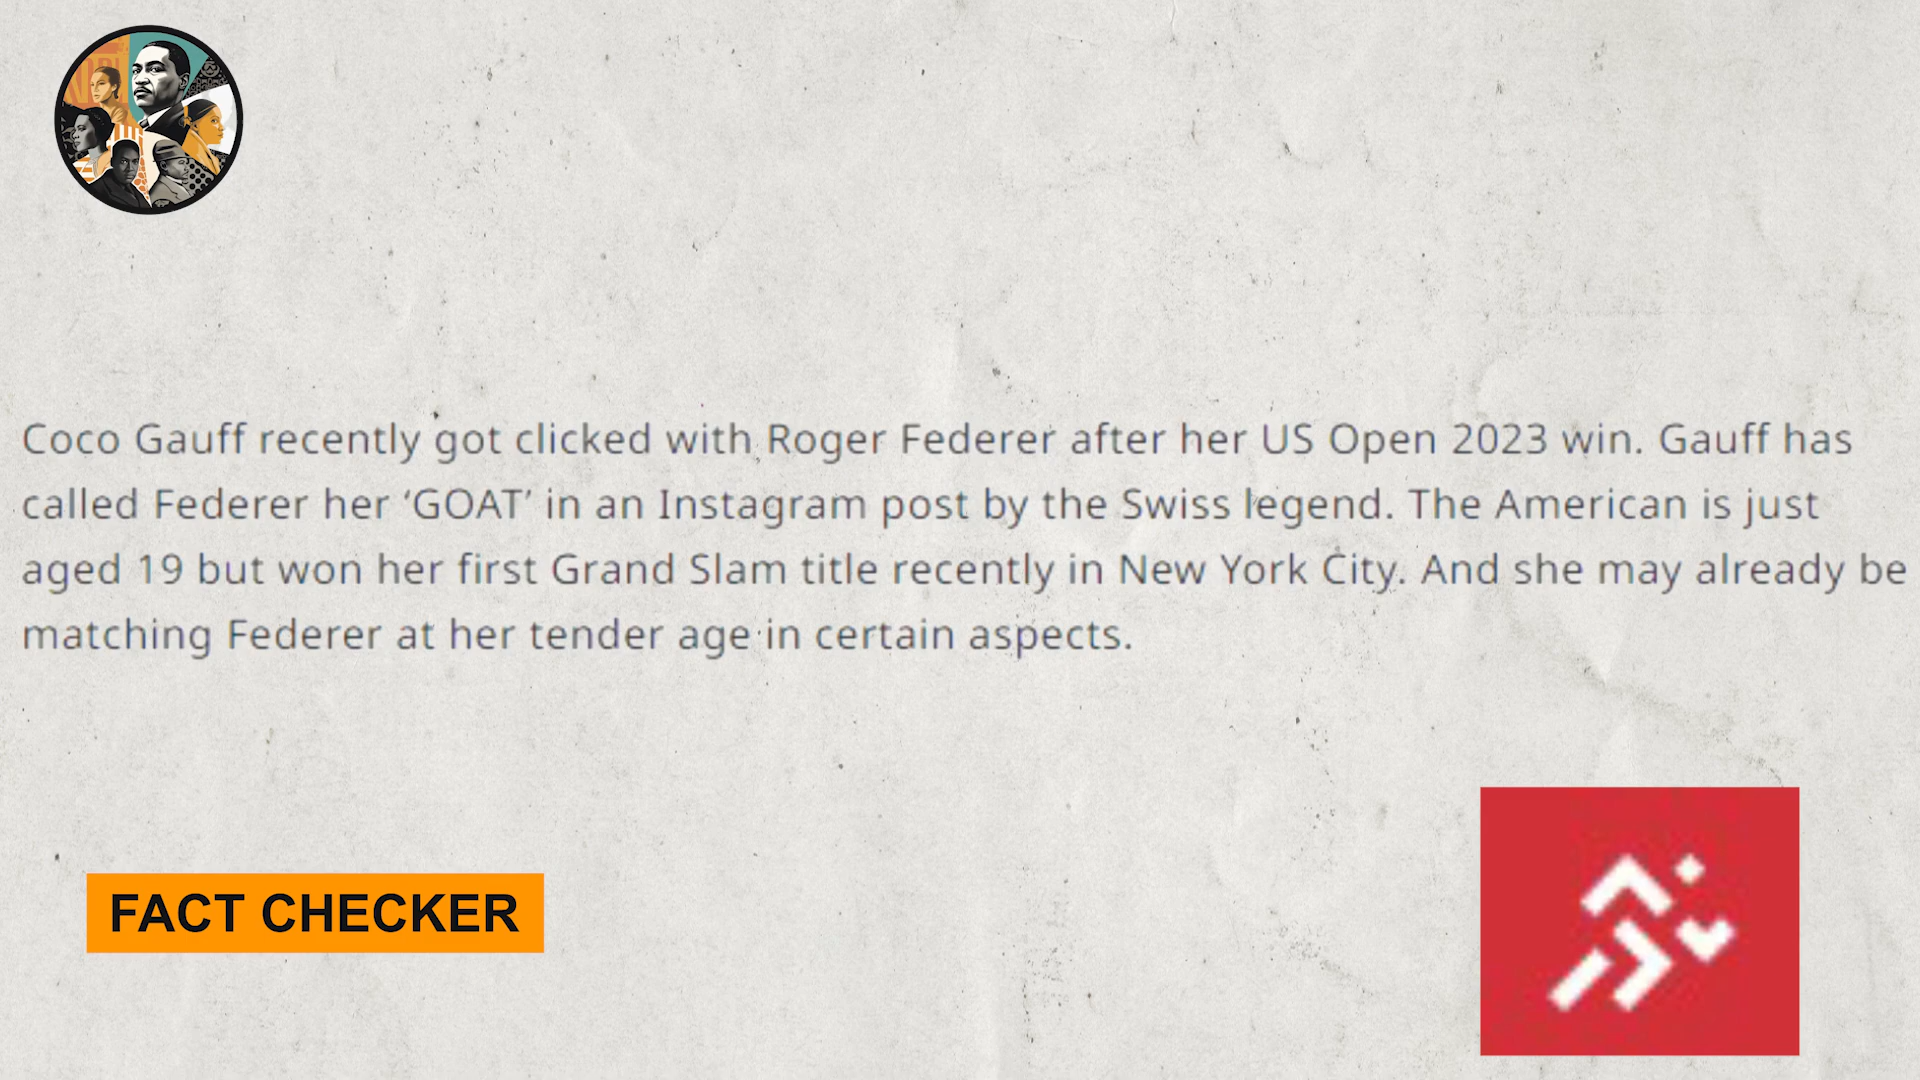 Coco Gauff recently got clicked with Roger Federer after her US Open 2023 win. Gauff has
called Federer her ‘GOAT’ in an Instagram post by the Swiss legend. The American is just
aged 19 but won her first Grand Slam title recently in New York City. And she may already be
matching Federer at her tender age in certain aspects.
FACT CHECKER